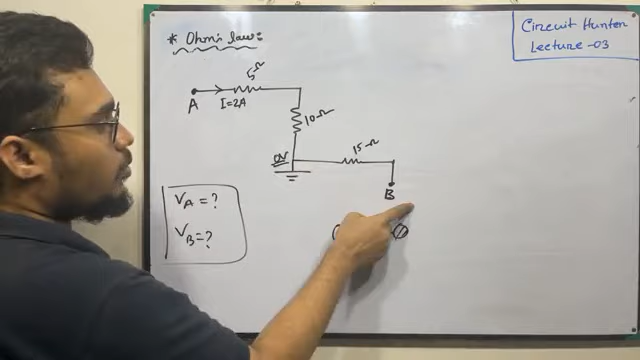 Circuit Hunter
Lecture -03
* Ohm's law:
5Ω
A
I=2A
10Ω
0V
15Ω
B
V_A = ?
V_B = ?